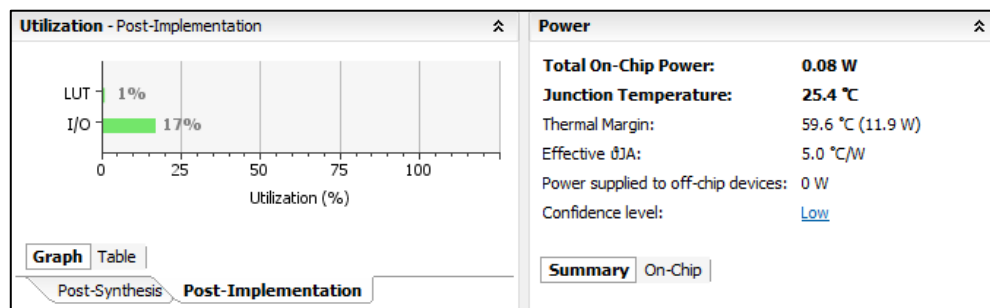 Utilization - Post-Implementation
LUT
1%
I/O
17%
0 25 50 75 100
Utilization (%)
Graph Table
Post-Synthesis Post-Implementation
Power
Total On-Chip Power: 0.08 W
Junction Temperature: 25.4 °C
Thermal Margin: 59.6 °C (11.9 W)
Effective ϑJA: 5.0 °C/W
Power supplied to off-chip devices: 0 W
Confidence level: Low
Summary On-Chip